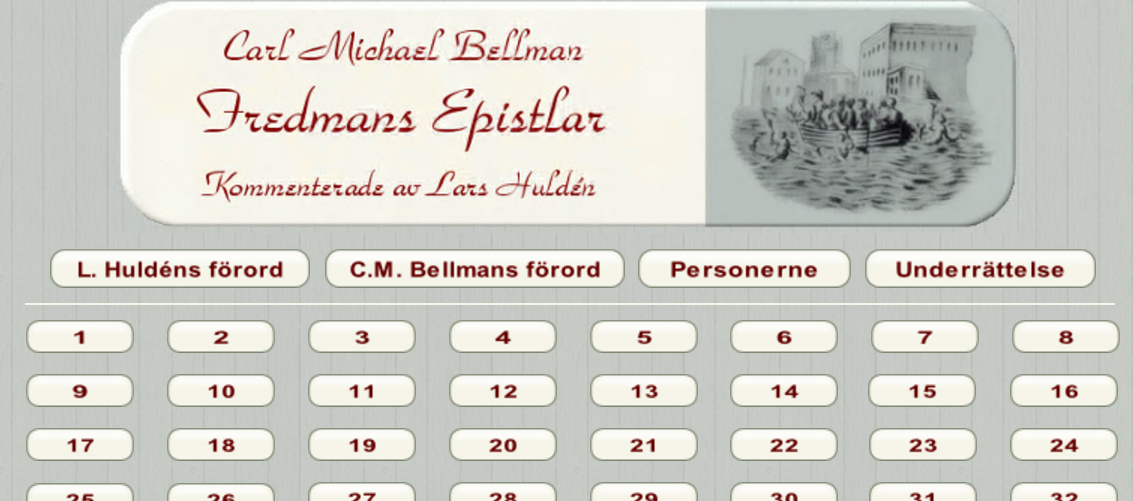 Carl Michael Bellman
Fredmans Epistlar
Kommenterade av Lars Huldén
L. Huldéns förord C.M. Bellmans förord Personerne Underrättelse
1 2 3 4 5 6 7 8
9 10 11 12 13 14 15 16
17 18 19 20 21 22 23 24
25 26 27 28 29 30 31 32